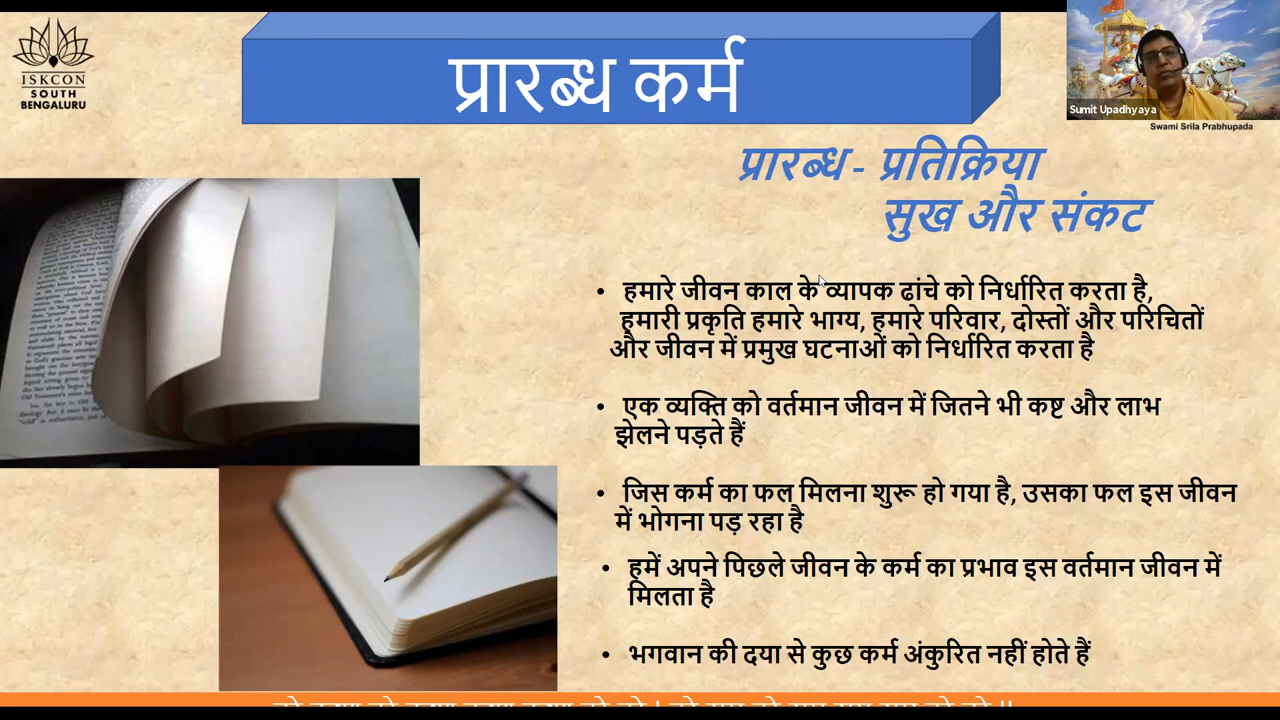 ISKCON
SOUTH
BENGALURU
प्रारब्ध कर्म
Sumit Upadhyaya
Swami Srila Prabhupada
प्रारब्ध - प्रतिक्रिया
सुख और संकट
• हमारे जीवन काल के व्यापक ढांचे को निर्धारित करता है,
हमारी प्रकृति हमारे भाग्य, हमारे परिवार, दोस्तों और परिचितों
और जीवन में प्रमुख घटनाओं को निर्धारित करता है
• एक व्यक्ति को वर्तमान जीवन में जितने भी कष्ट और लाभ
झेलने पड़ते हैं
• जिस कर्म का फल मिलना शुरू हो गया है, उसका फल इस जीवन
में भोगना पड़ रहा है
• हमें अपने पिछले जीवन के कर्म का प्रभाव इस वर्तमान जीवन में
मिलता है
• भगवान की दया से कुछ कर्म अंकुरित नहीं होते हैं